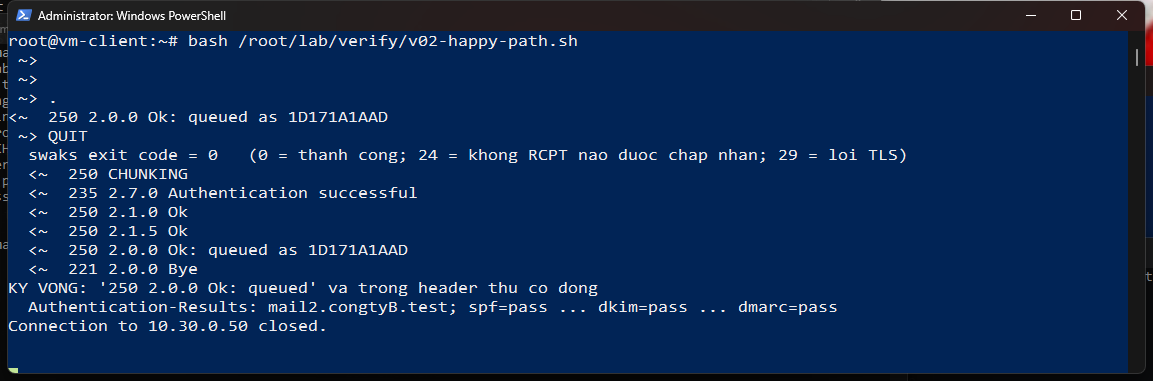 Administrator: Windows PowerShell
root@vm-client:~# bash /root/lab/verify/v02-happy-path.sh
~>
~>
~> .
<~  250 2.0.0 Ok: queued as 1D171A1AAD
~> QUIT
swaks exit code = 0   (0 = thanh cong; 24 = khong RCPT nao duoc chap nhan; 29 = loi TLS)
<~  250 CHUNKING
<~  235 2.7.0 Authentication successful
<~  250 2.1.0 Ok
<~  250 2.1.5 Ok
<~  250 2.0.0 Ok: queued as 1D171A1AAD
<~  221 2.0.0 Bye
KY VONG: '250 2.0.0 Ok: queued' va trong header thu co dong
Authentication-Results: mail2.congtyB.test; spf=pass ... dkim=pass ... dmarc=pass
Connection to 10.30.0.50 closed.